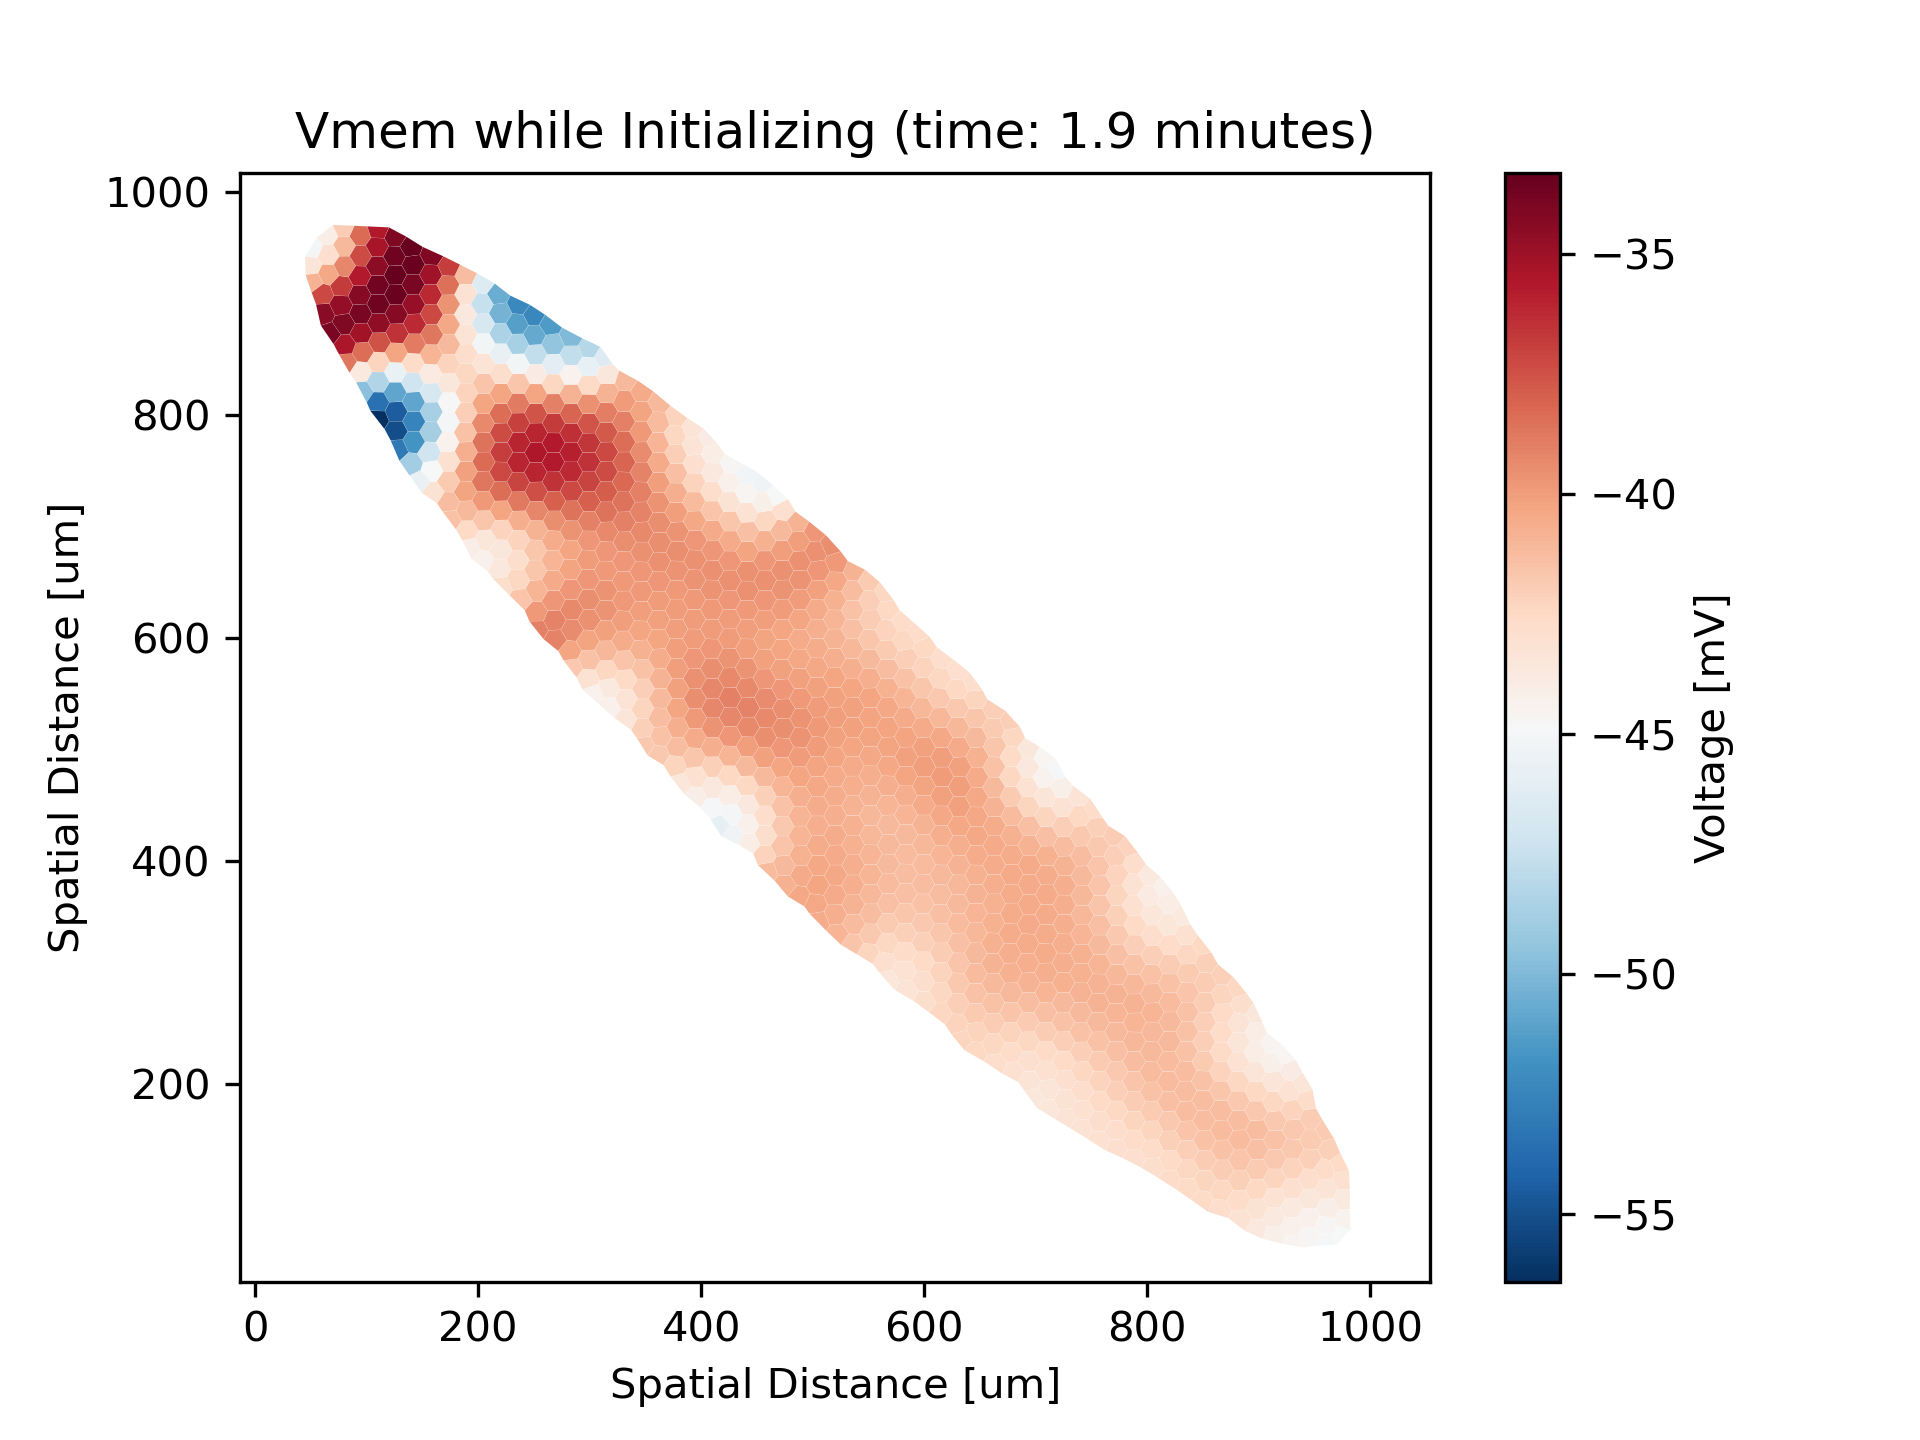 Vmem while Initializing (time: 1.9 minutes)
1000
800
600
400
200
Spatial Distance [um]
0 200 400 600 800 1000
Spatial Distance [um]
−35
−40
−45
−50
−55
Voltage [mV]